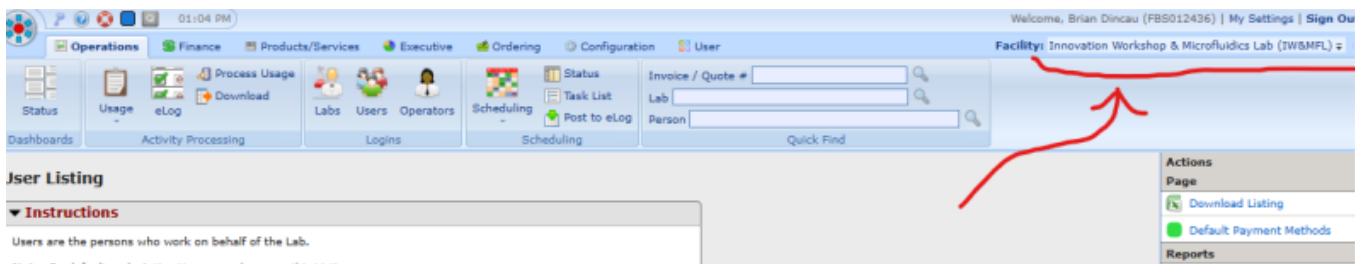 01:04 PM
Welcome, Brian Dincau (FBS012436) | My Settings | Sign Ou
Operations Finance Products/Services Executive Ordering Configuration User
Facility: Innovation Workshop & Microfluidics Lab (IW&MFL)
Status Usage eLog Process Usage Download Labs Users Operators Scheduling Status Task List Post to eLog Invoice / Quote # Lab Person
Dashboards Activity Processing Logins Scheduling Quick Find
User Listing
Instructions
Users are the persons who work on behalf of the Lab.
Actions
Page
Download Listing
Default Payment Methods
Reports